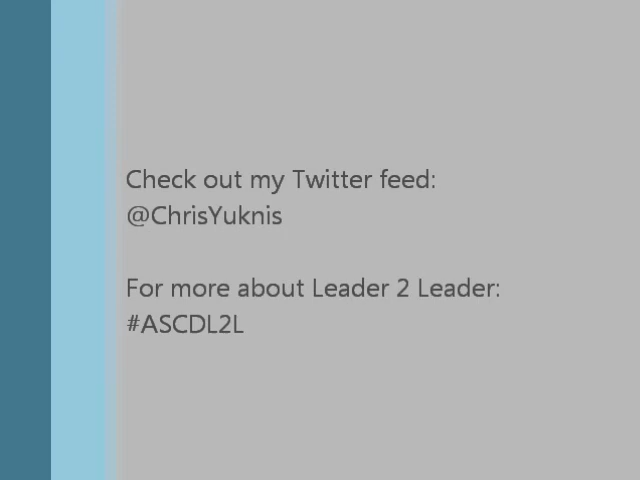 Check out my Twitter feed:
@ChrisYuknis
For more about Leader 2 Leader:
#ASCDL2L